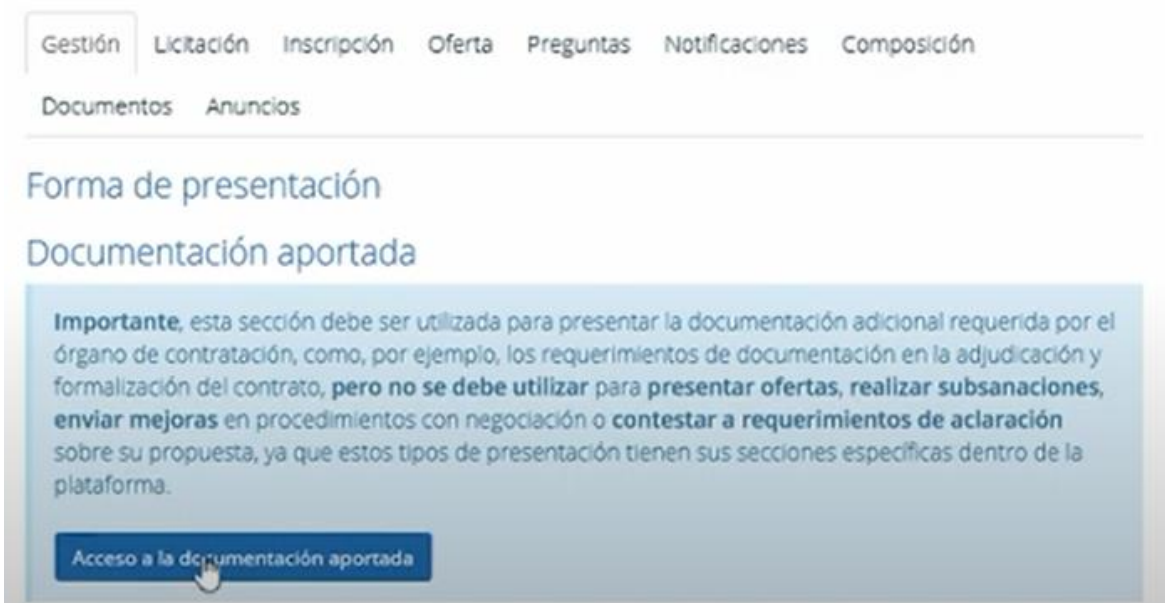 Gestión Licitación Inscripción Oferta Preguntas Notificaciones Composición
Documentos Anuncios
Forma de presentación
Documentación aportada
Importante, esta sección debe ser utilizada para presentar la documentación adicional requerida por el
órgano de contratación, como, por ejemplo, los requerimientos de documentación en la adjudicación y
formalización del contrato, pero no se debe utilizar para presentar ofertas, realizar subsanaciones,
enviar mejoras en procedimientos con negociación o contestar a requerimientos de aclaración
sobre su propuesta, ya que estos tipos de presentación tienen sus secciones específicas dentro de la
plataforma.
Acceso a la documentación aportada